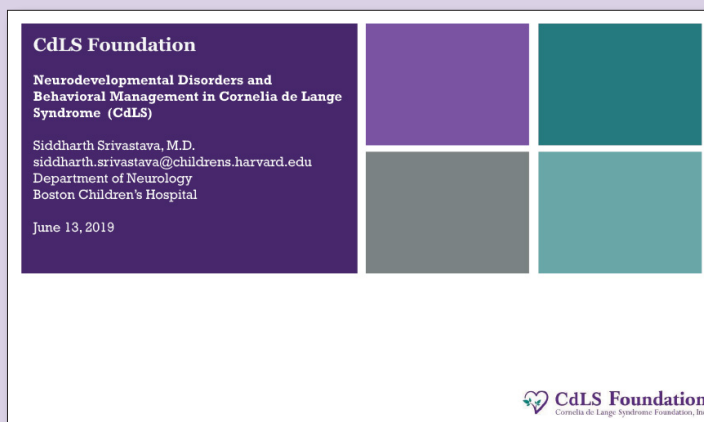 CdLS Foundation
Neurodevelopmental Disorders and
Behavioral Management in Cornelia de Lange
Syndrome (CdLS)
Siddharth Srivastava, M.D.
siddharth.srivastava@childrens.harvard.edu
Department of Neurology
Boston Children's Hospital
June 13, 2019
CdLS Foundation
Cornelia de Lange Syndrome Foundation, Inc